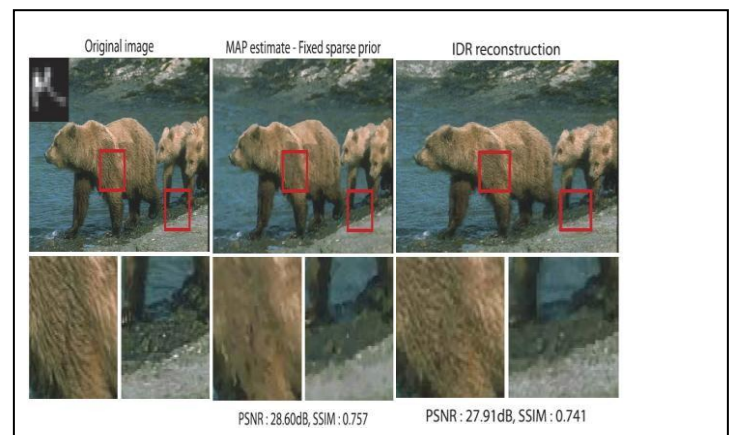 Original image
MAP estimate - Fixed sparse prior
IDR reconstruction
PSNR : 28.60dB, SSIM : 0.757
PSNR : 27.91dB, SSIM : 0.741